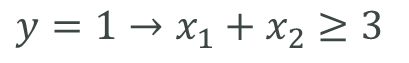 y = 1 → x₁ + x₂ ≥ 3